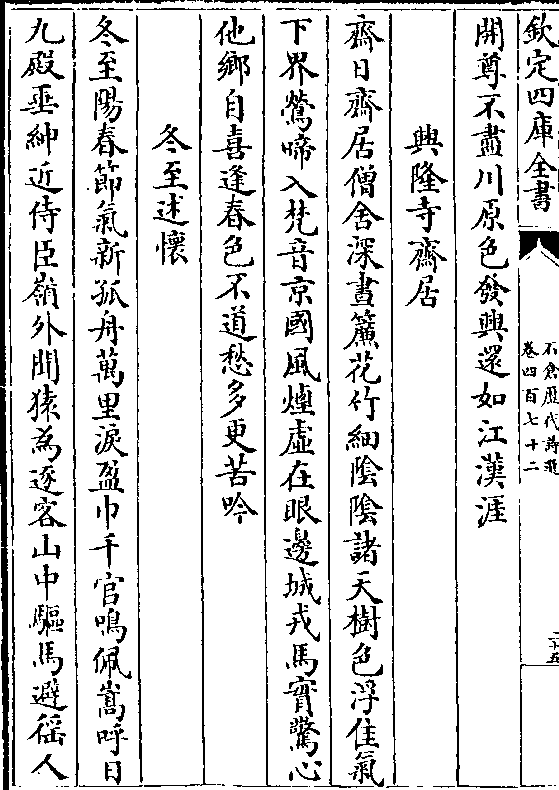 欽定四庫全書
石倉歷代詩選
卷四百七十二
二十五
開尊不盡川原色發興還如江漢涯
興隆寺齋居
齋日齋居僧舍深晝簾花竹細陰陰諸天樹色浮佳氣
下界鶯啼入梵音京國風煙虛在眼邊城戎馬實驚心
他鄉自喜逢春色不道愁多更苦吟
冬至述懷
冬至陽春節氣新孤舟萬里淚盈巾千官鳴佩嵩呼日
九殿垂紳近侍臣嶺外聞猿為逐客山中驅馬避徭人